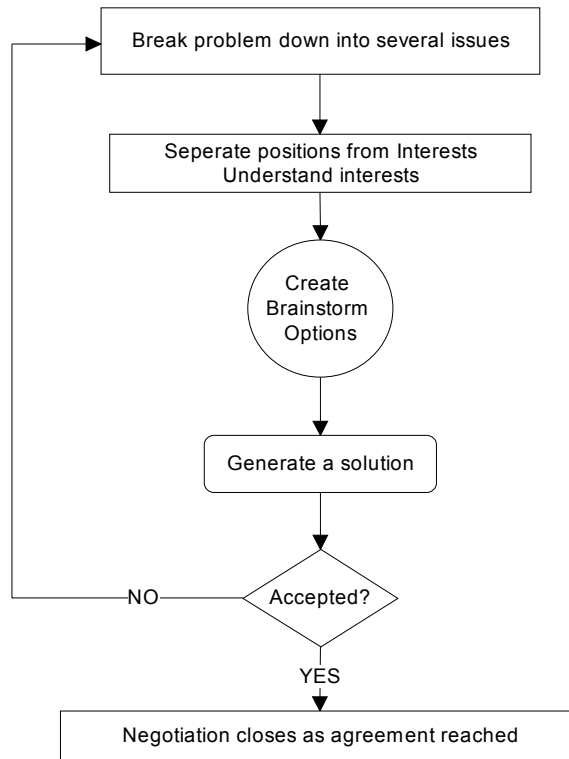 Break problem down into several issues
Seperate positions from Interests
Understand interests
Create
Brainstorm
Options
Generate a solution
Accepted?
NO
YES
Negotiation closes as agreement reached